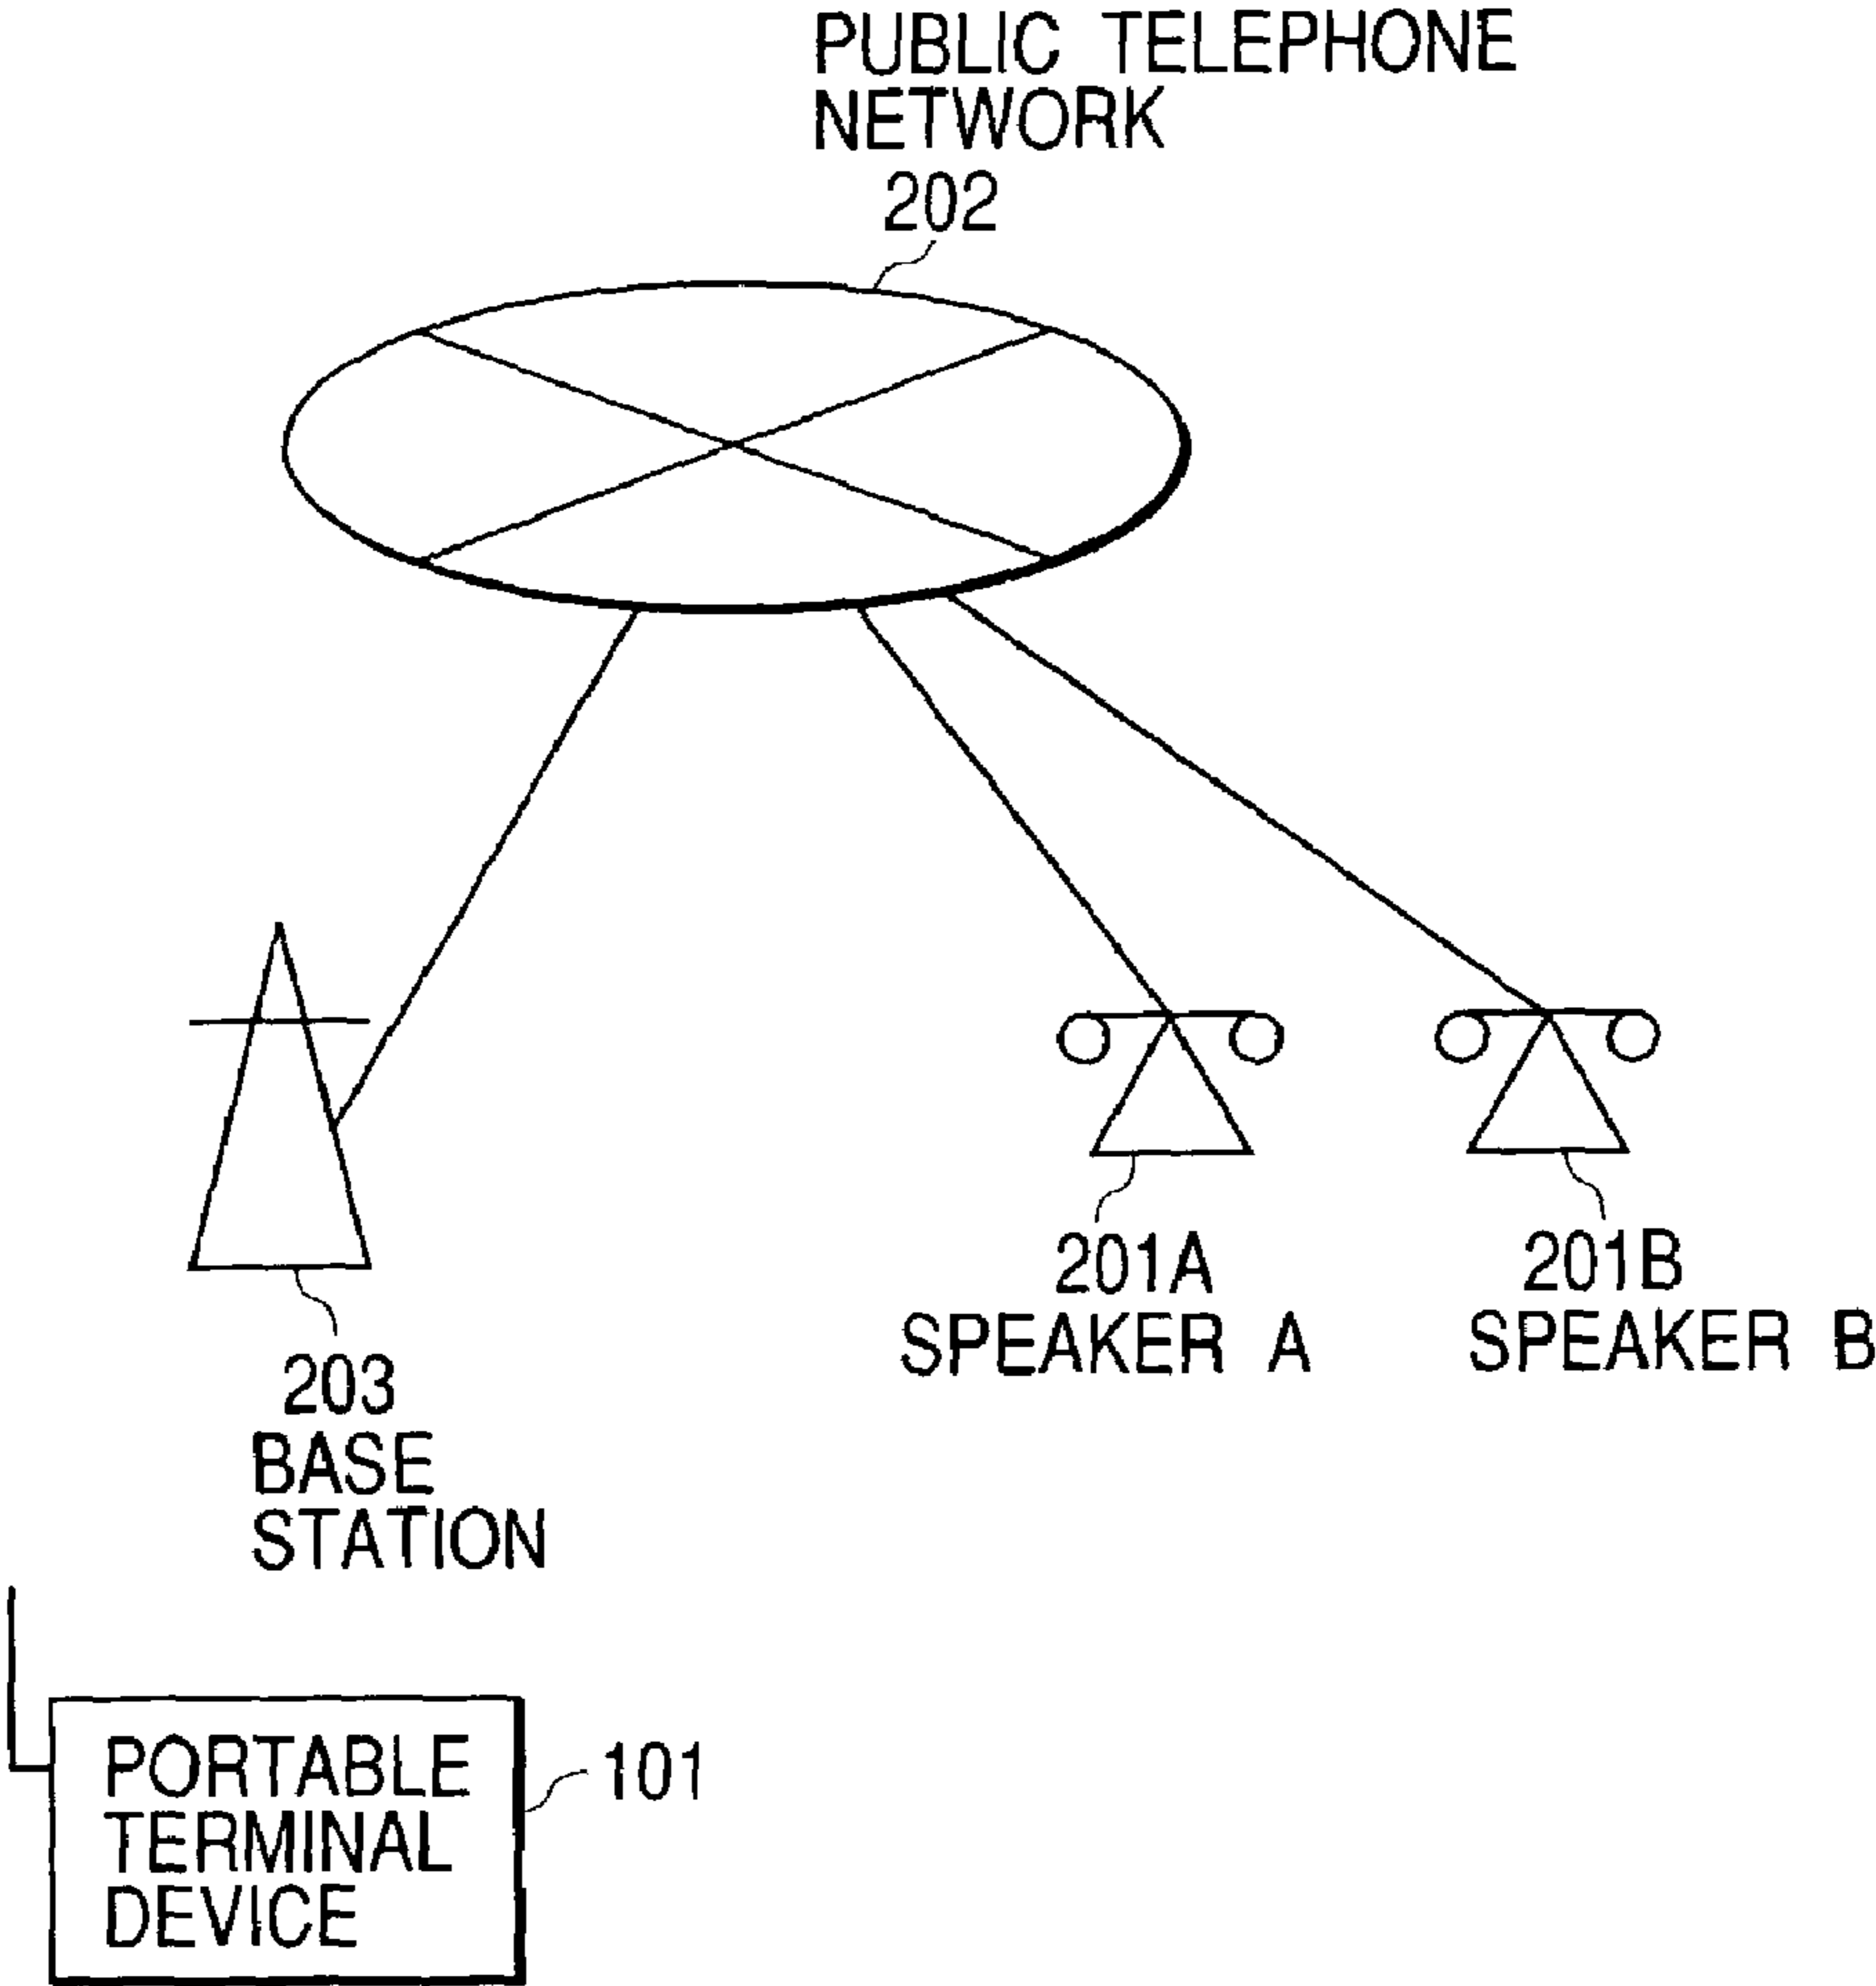 PUBLIC TELEPHONE
NETWORK
202
201A
SPEAKER A
201B
SPEAKER B
203
BASE
STATION
PORTABLE
TERMINAL
DEVICE
101